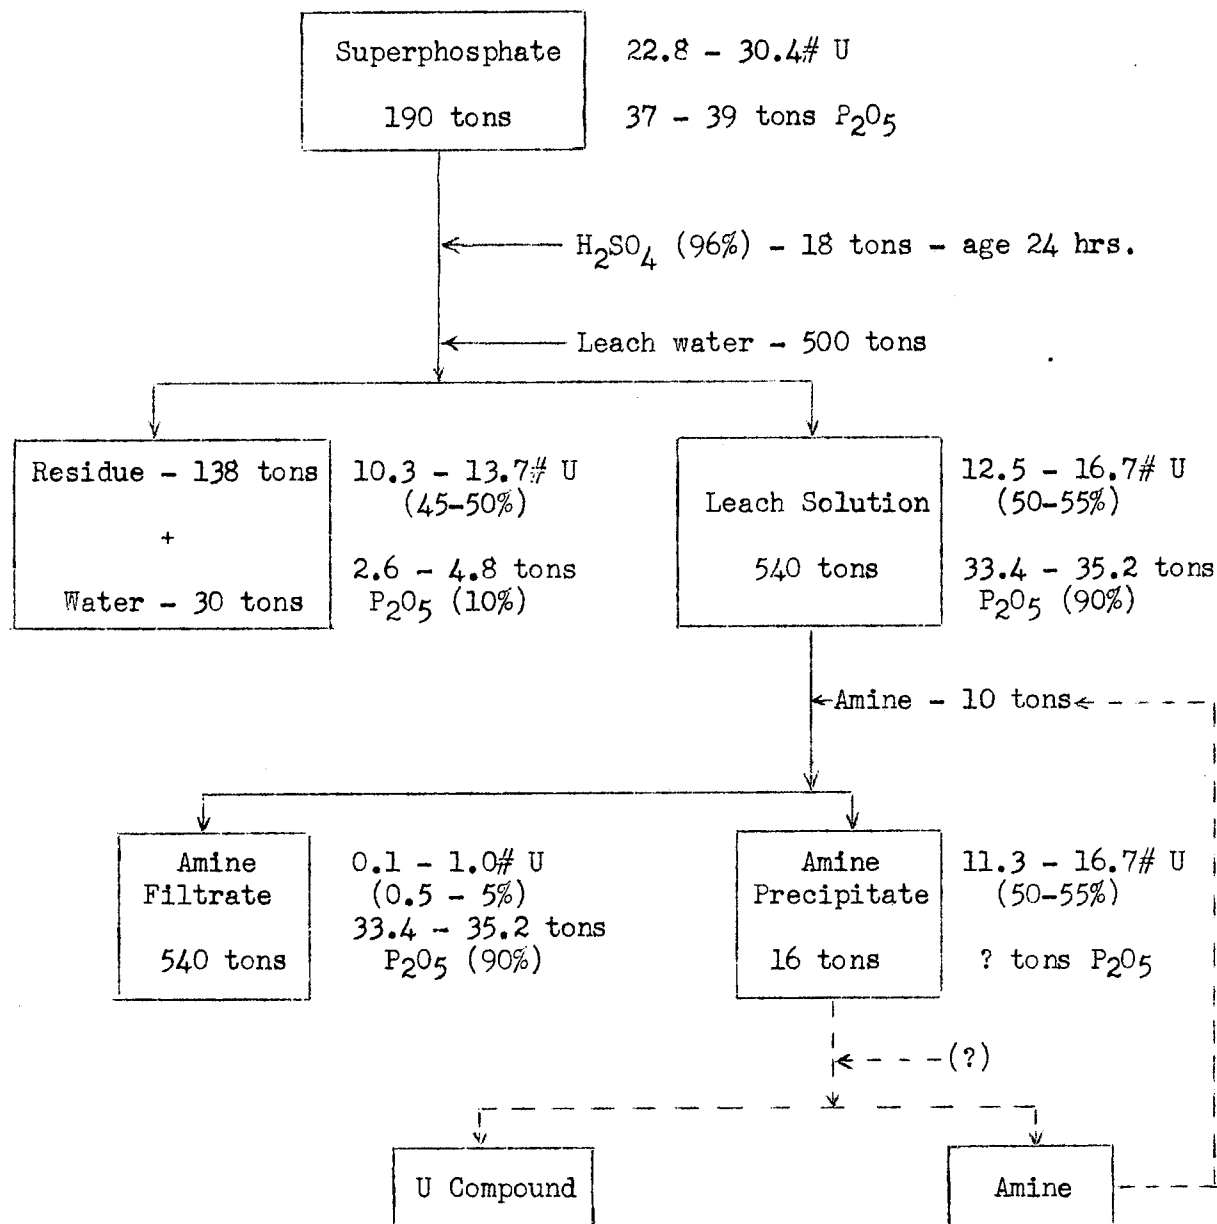 Superphosphate
190 tons
22.8 - 30.4# U
37 - 39 tons P2O5
H2SO4 (96%) - 18 tons - age 24 hrs.
Leach water - 500 tons
Residue - 138 tons
+
Water - 30 tons
10.3 - 13.7# U
(45-50%)
2.6 - 4.8 tons
P2O5 (10%)
Leach Solution
540 tons
12.5 - 16.7# U
(50-55%)
33.4 - 35.2 tons
P2O5 (90%)
Amine - 10 tons
Amine
Filtrate
540 tons
0.1 - 1.0# U
(0.5 - 5%)
33.4 - 35.2 tons
P2O5 (90%)
Amine
Precipitate
16 tons
11.3 - 16.7# U
(50-55%)
? tons P2O5
(?)
U Compound
Amine